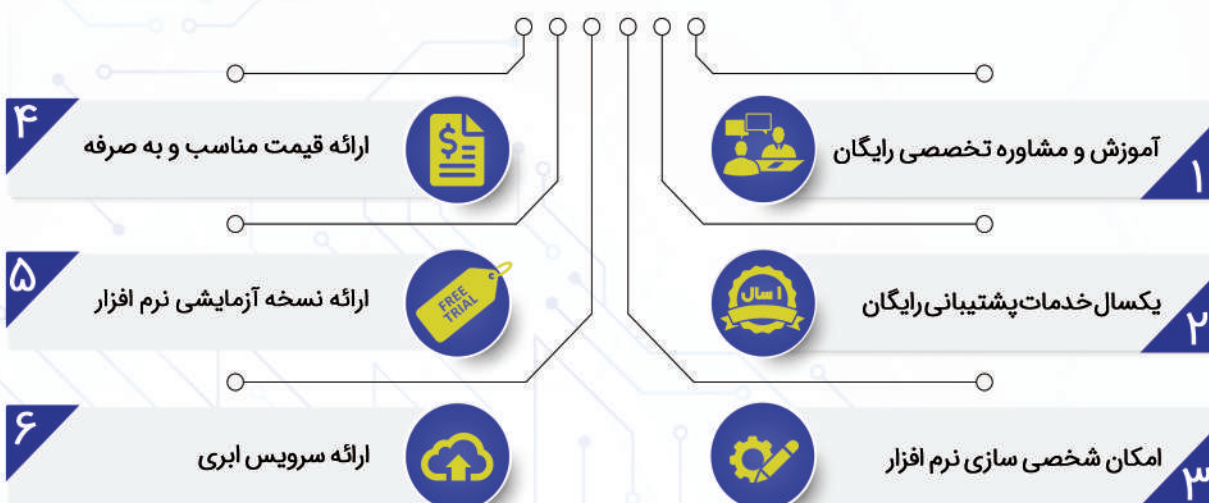 آموزش و مشاوره تخصصی رایگان
۱
۱ سال
یکسال خدمات پشتیبانی رایگان
۲
امکان شخصی سازی نرم افزار
۳
$
ارائه قیمت مناسب و به صرفه
۴
FREE
TRIAL
ارائه نسخه آزمایشی نرم افزار
۵
ارائه سرویس ابری
۶